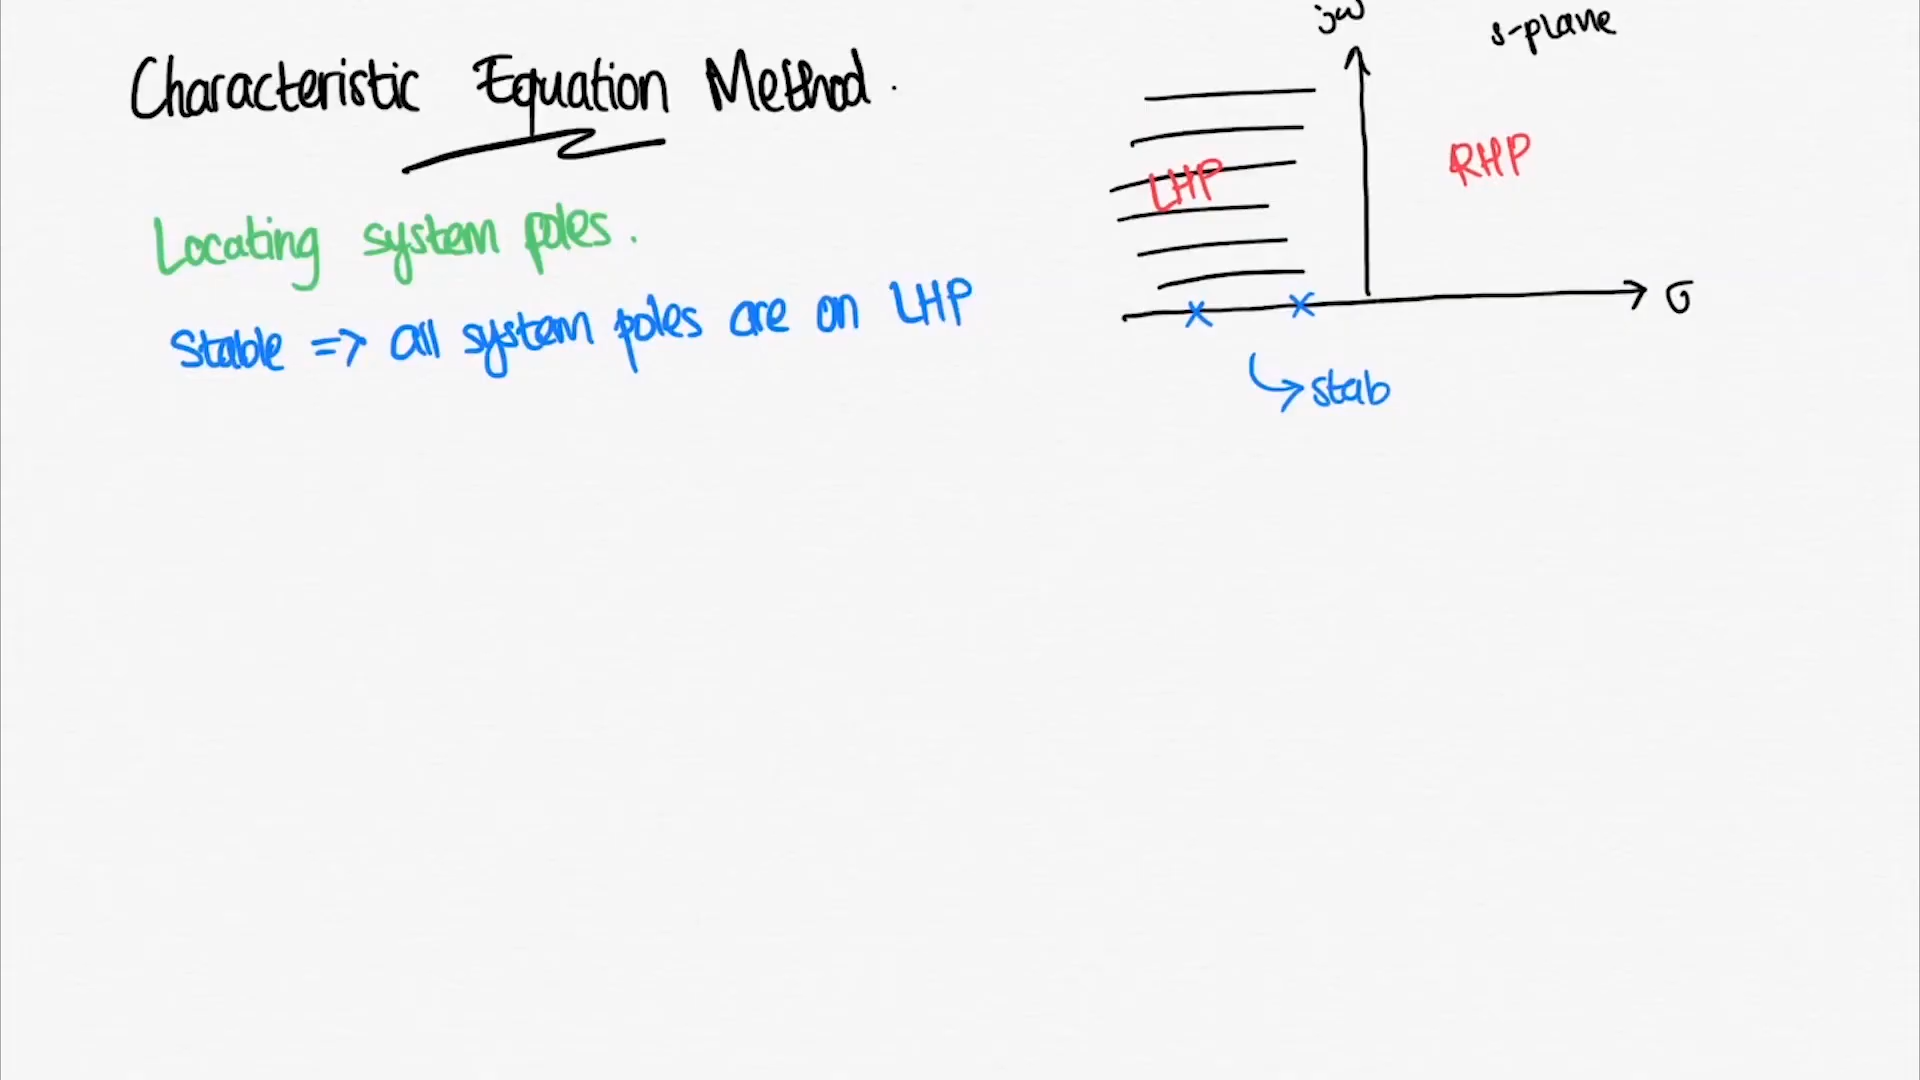 Characteristic Equation Method.
Locating system poles.
Stable => all system poles are on LHP
jω
s-plane
LHP
RHP
σ
stab